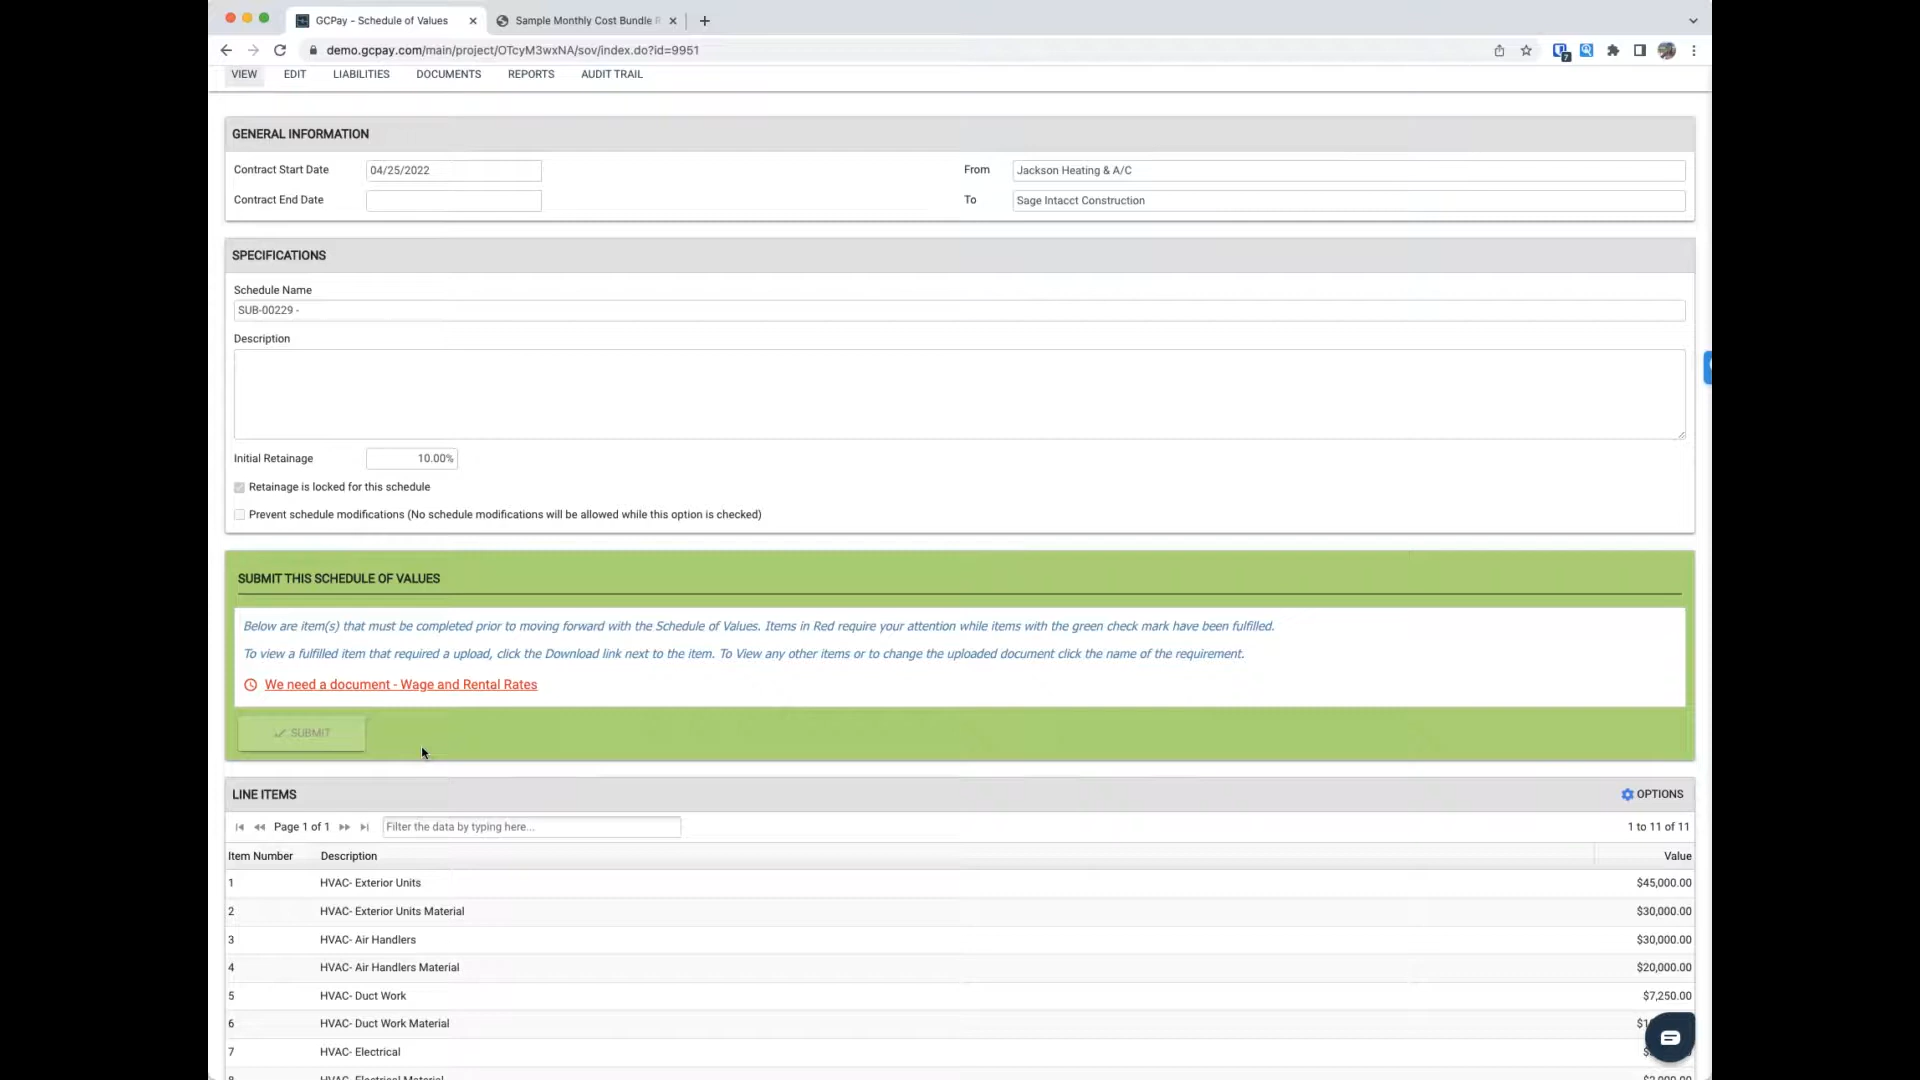 GCPay - Schedule of Values
Sample Monthly Cost Bundle
demo.gcpay.com/main/project/OTcyM3wxNA/sov/index.do?id=9951
7
VIEW EDIT LIABILITIES DOCUMENTS REPORTS AUDIT TRAIL
GENERAL INFORMATION
Contract Start Date 04/25/2022 From Jackson Heating & A/C
Contract End Date To Sage Intacct Construction
SPECIFICATIONS
Schedule Name
SUB-00229 -
Description
Initial Retainage 10.00%
Retainage is locked for this schedule
Prevent schedule modifications (No schedule modifications will be allowed while this option is checked)
SUBMIT THIS SCHEDULE OF VALUES
Below are item(s) that must be completed prior to moving forward with the Schedule of Values. Items in Red require your attention while items with the green check mark have been fulfilled.
To view a fulfilled item that required a upload, click the Download link next to the item. To View any other items or to change the uploaded document click the name of the requirement.
We need a document - Wage and Rental Rates
SUBMIT
LINE ITEMS OPTIONS
Page 1 of 1 Filter the data by typing here... 1 to 11 of 11
Item Number Description Value
1 HVAC- Exterior Units $45,000.00
2 HVAC- Exterior Units Material $30,000.00
3 HVAC- Air Handlers $30,000.00
4 HVAC- Air Handlers Material $20,000.00
5 HVAC- Duct Work $7,250.00
6 HVAC- Duct Work Material
7 HVAC- Electrical
HVAC- Electrical Material